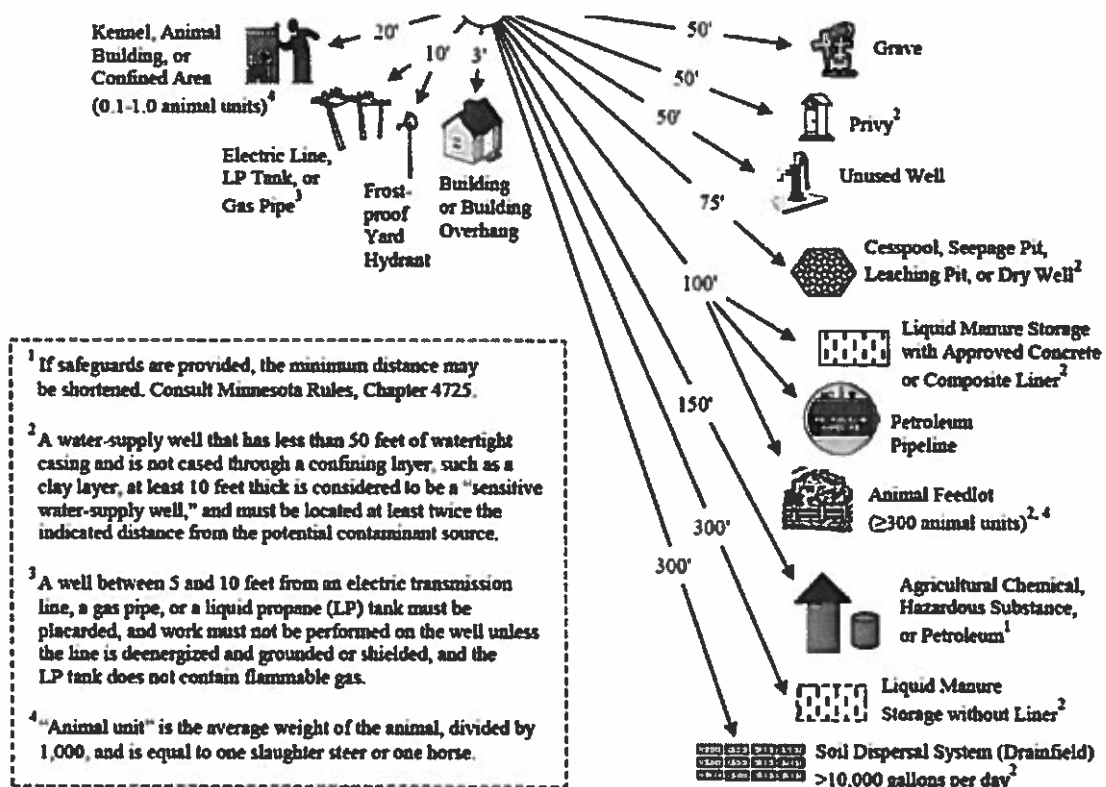 Kennel, Animal
Building, or
Confined Area
(0.1-1.0 animal units)⁴
20'
10'
3'
Electric Line,
LP Tank, or
Gas Pipe³
Frost-
proof
Yard
Hydrant
Building
or Building
Overhang
50'
Grave
50'
Privy²
50'
Unused Well
75'
Cesspool, Seepage Pit,
Leaching Pit, or Dry Well²
100'
Liquid Manure Storage
with Approved Concrete
or Composite Liner²
Petroleum
Pipeline
Animal Feedlot
(≥300 animal units)²,⁴
150'
Agricultural Chemical,
Hazardous Substance,
or Petroleum¹
300'
Liquid Manure
Storage without Liner²
300'
Soil Dispersal System (Drainfield)
>10,000 gallons per day²
¹ If safeguards are provided, the minimum distance may
be shortened. Consult Minnesota Rules, Chapter 4725.
² A water-supply well that has less than 50 feet of watertight
casing and is not cased through a confining layer, such as a
clay layer, at least 10 feet thick is considered to be a "sensitive
water-supply well," and must be located at least twice the
indicated distance from the potential contaminant source.
³ A well between 5 and 10 feet from an electric transmission
line, a gas pipe, or a liquid propane (LP) tank must be
placarded, and work must not be performed on the well unless
the line is deenergized and grounded or shielded, and the
LP tank does not contain flammable gas.
⁴ "Animal unit" is the average weight of the animal, divided by
1,000, and is equal to one slaughter steer or one horse.